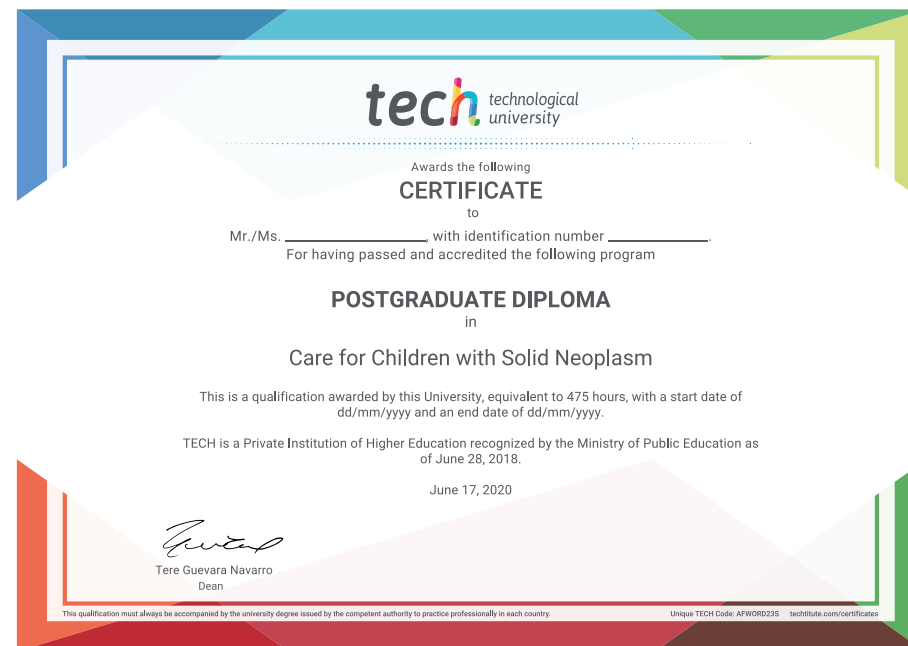 tech technological
university
Awards the following
CERTIFICATE
to
Mr./Ms. ____________________, with identification number ______________.
For having passed and accredited the following program
POSTGRADUATE DIPLOMA
in
Care for Children with Solid Neoplasm
This is a qualification awarded by this University, equivalent to 475 hours, with a start date of
dd/mm/yyyy and an end date of dd/mm/yyyy.
TECH is a Private Institution of Higher Education recognized by the Ministry of Public Education as
of June 28, 2018.
June 17, 2020
Tere Guevara Navarro
Dean
This qualification must always be accompanied by the university degree issued by the competent authority to practice professionally in each country. Unique TECH Code: AFWORD23S techtitute.com/certificates